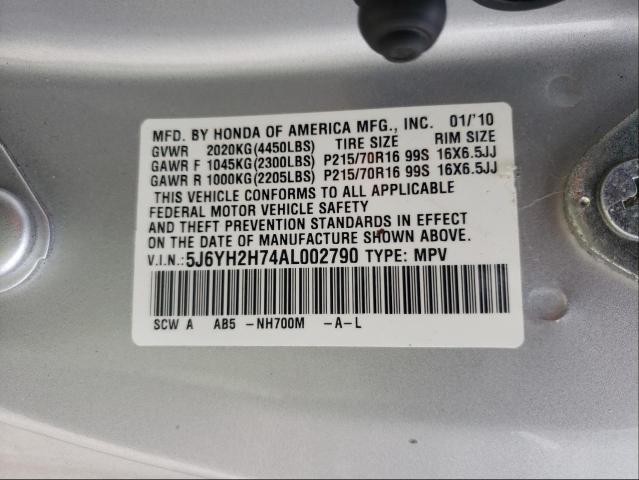 MFD. BY HONDA OF AMERICA MFG., INC. 01/'10
GVWR 2020KG(4450LBS) TIRE SIZE RIM SIZE
GAWR F 1045KG(2300LBS) P215/70R16 99S 16X6.5JJ
GAWR R 1000KG(2205LBS) P215/70R16 99S 16X6.5JJ
THIS VEHICLE CONFORMS TO ALL APPLICABLE
FEDERAL MOTOR VEHICLE SAFETY
AND THEFT PREVENTION STANDARDS IN EFFECT
ON THE DATE OF MANUFACTURE SHOWN ABOVE.
V.I.N.:5J6YH2H74AL002790 TYPE: MPV
SCW A AB5 -NH700M -A-L